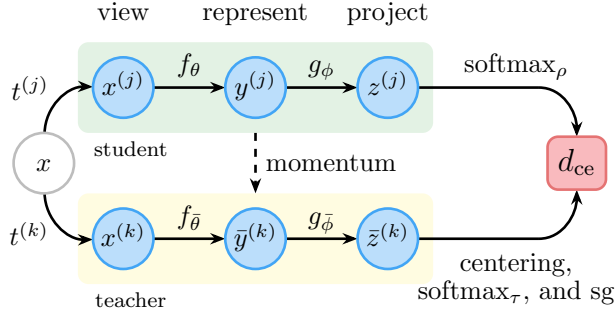 view represent project
t^(j) x^(j) f_θ y^(j) g_ϕ z^(j) softmax_ρ
student
x momentum d_ce
t^(k) x^(k) f_θ̄ ȳ^(k) g_ϕ̄ z̄^(k)
teacher
centering,
softmax_τ, and sg